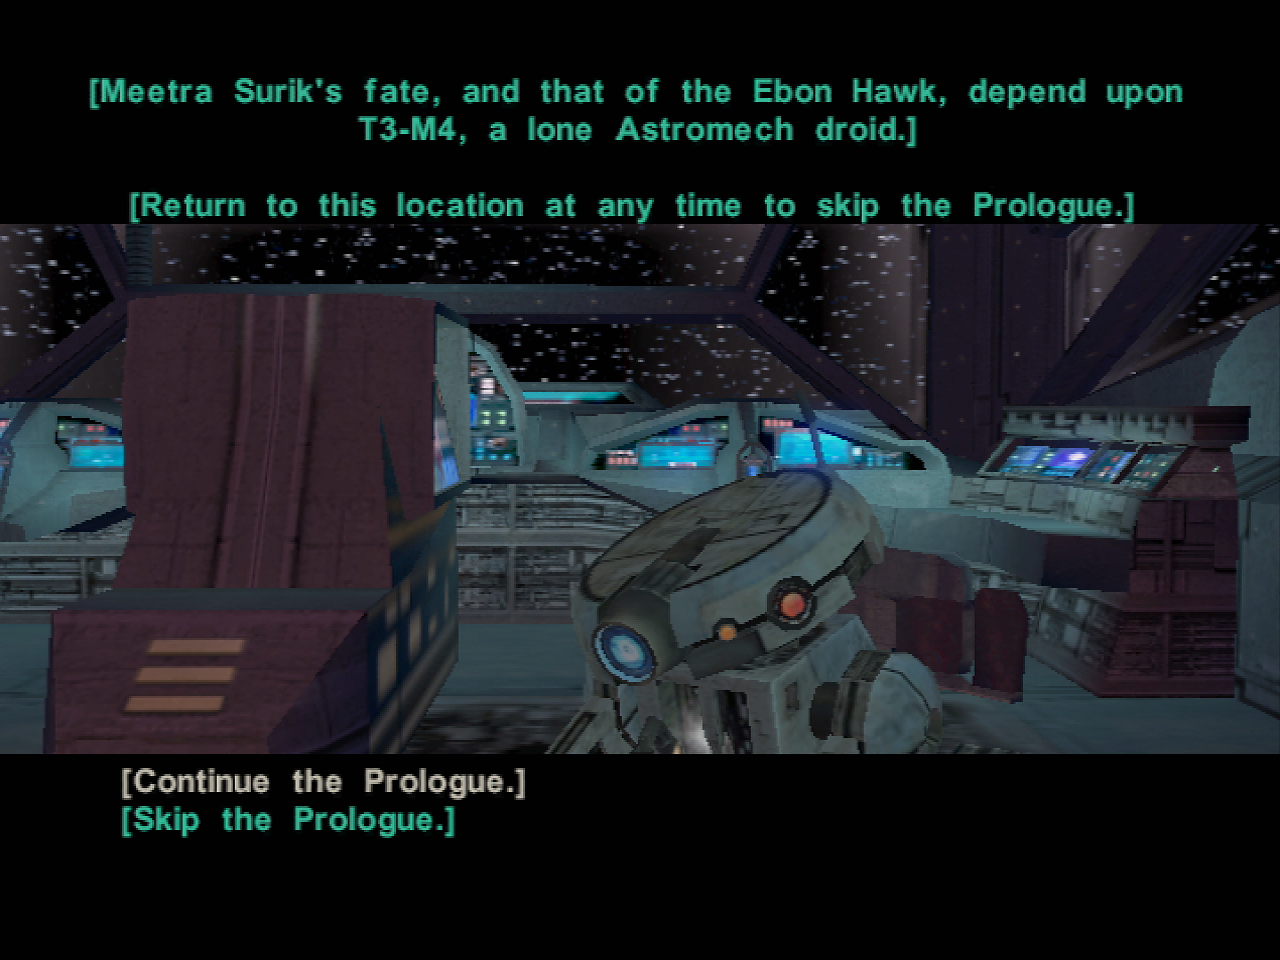 [Meetra Surik's fate, and that of the Ebon Hawk, depend upon
T3-M4, a lone Astromech droid.]
[Return to this location at any time to skip the Prologue.]
[Continue the Prologue.]
[Skip the Prologue.]